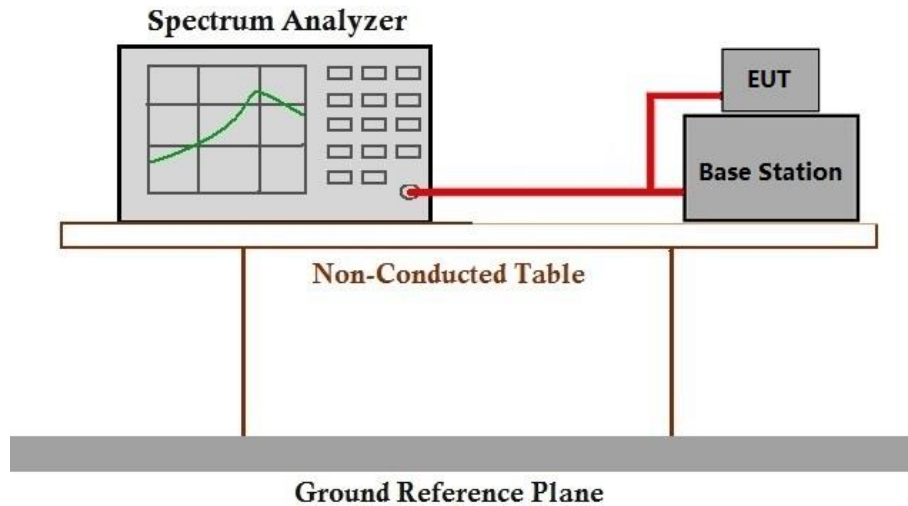 Spectrum Analyzer
EUT
Base Station
Non-Conducted Table
Ground Reference Plane